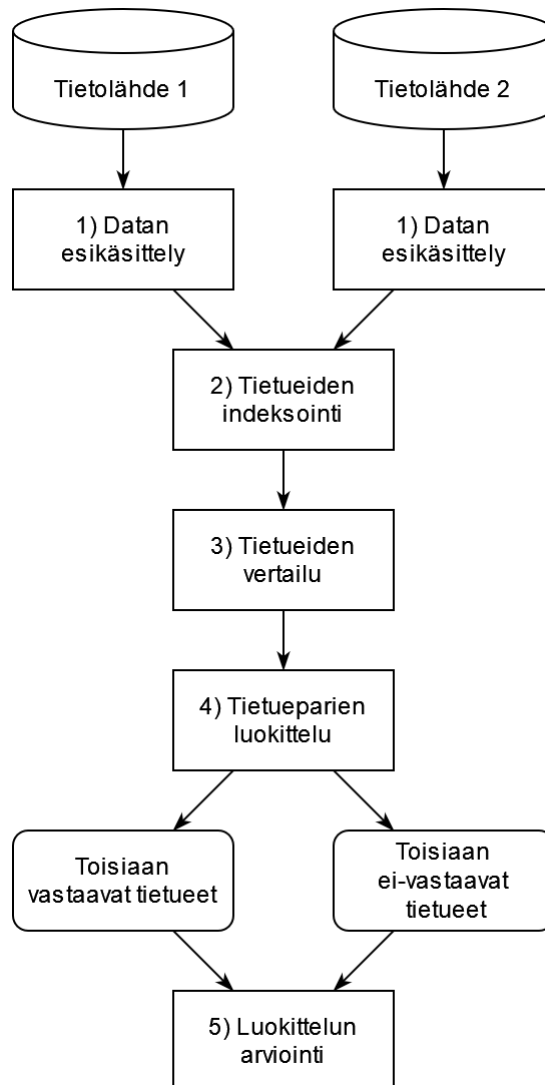 Tietolähde 1
Tietolähde 2
1) Datan
esikäsittely
1) Datan
esikäsittely
2) Tietueiden
indeksointi
3) Tietueiden
vertailu
4) Tietueparien
luokittelu
Toisiaan
vastaavat tietueet
Toisiaan
ei-vastaavat
tietueet
5) Luokittelun
arviointi